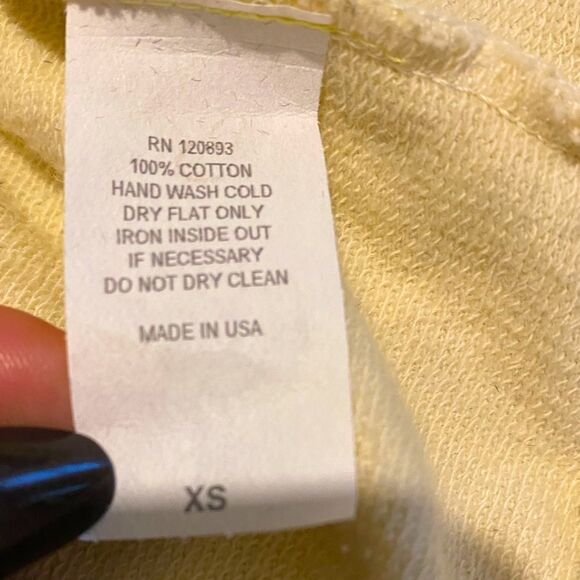 RN 120893
100% COTTON
HAND WASH COLD
DRY FLAT ONLY
IRON INSIDE OUT
IF NECESSARY
DO NOT DRY CLEAN
MADE IN USA
XS